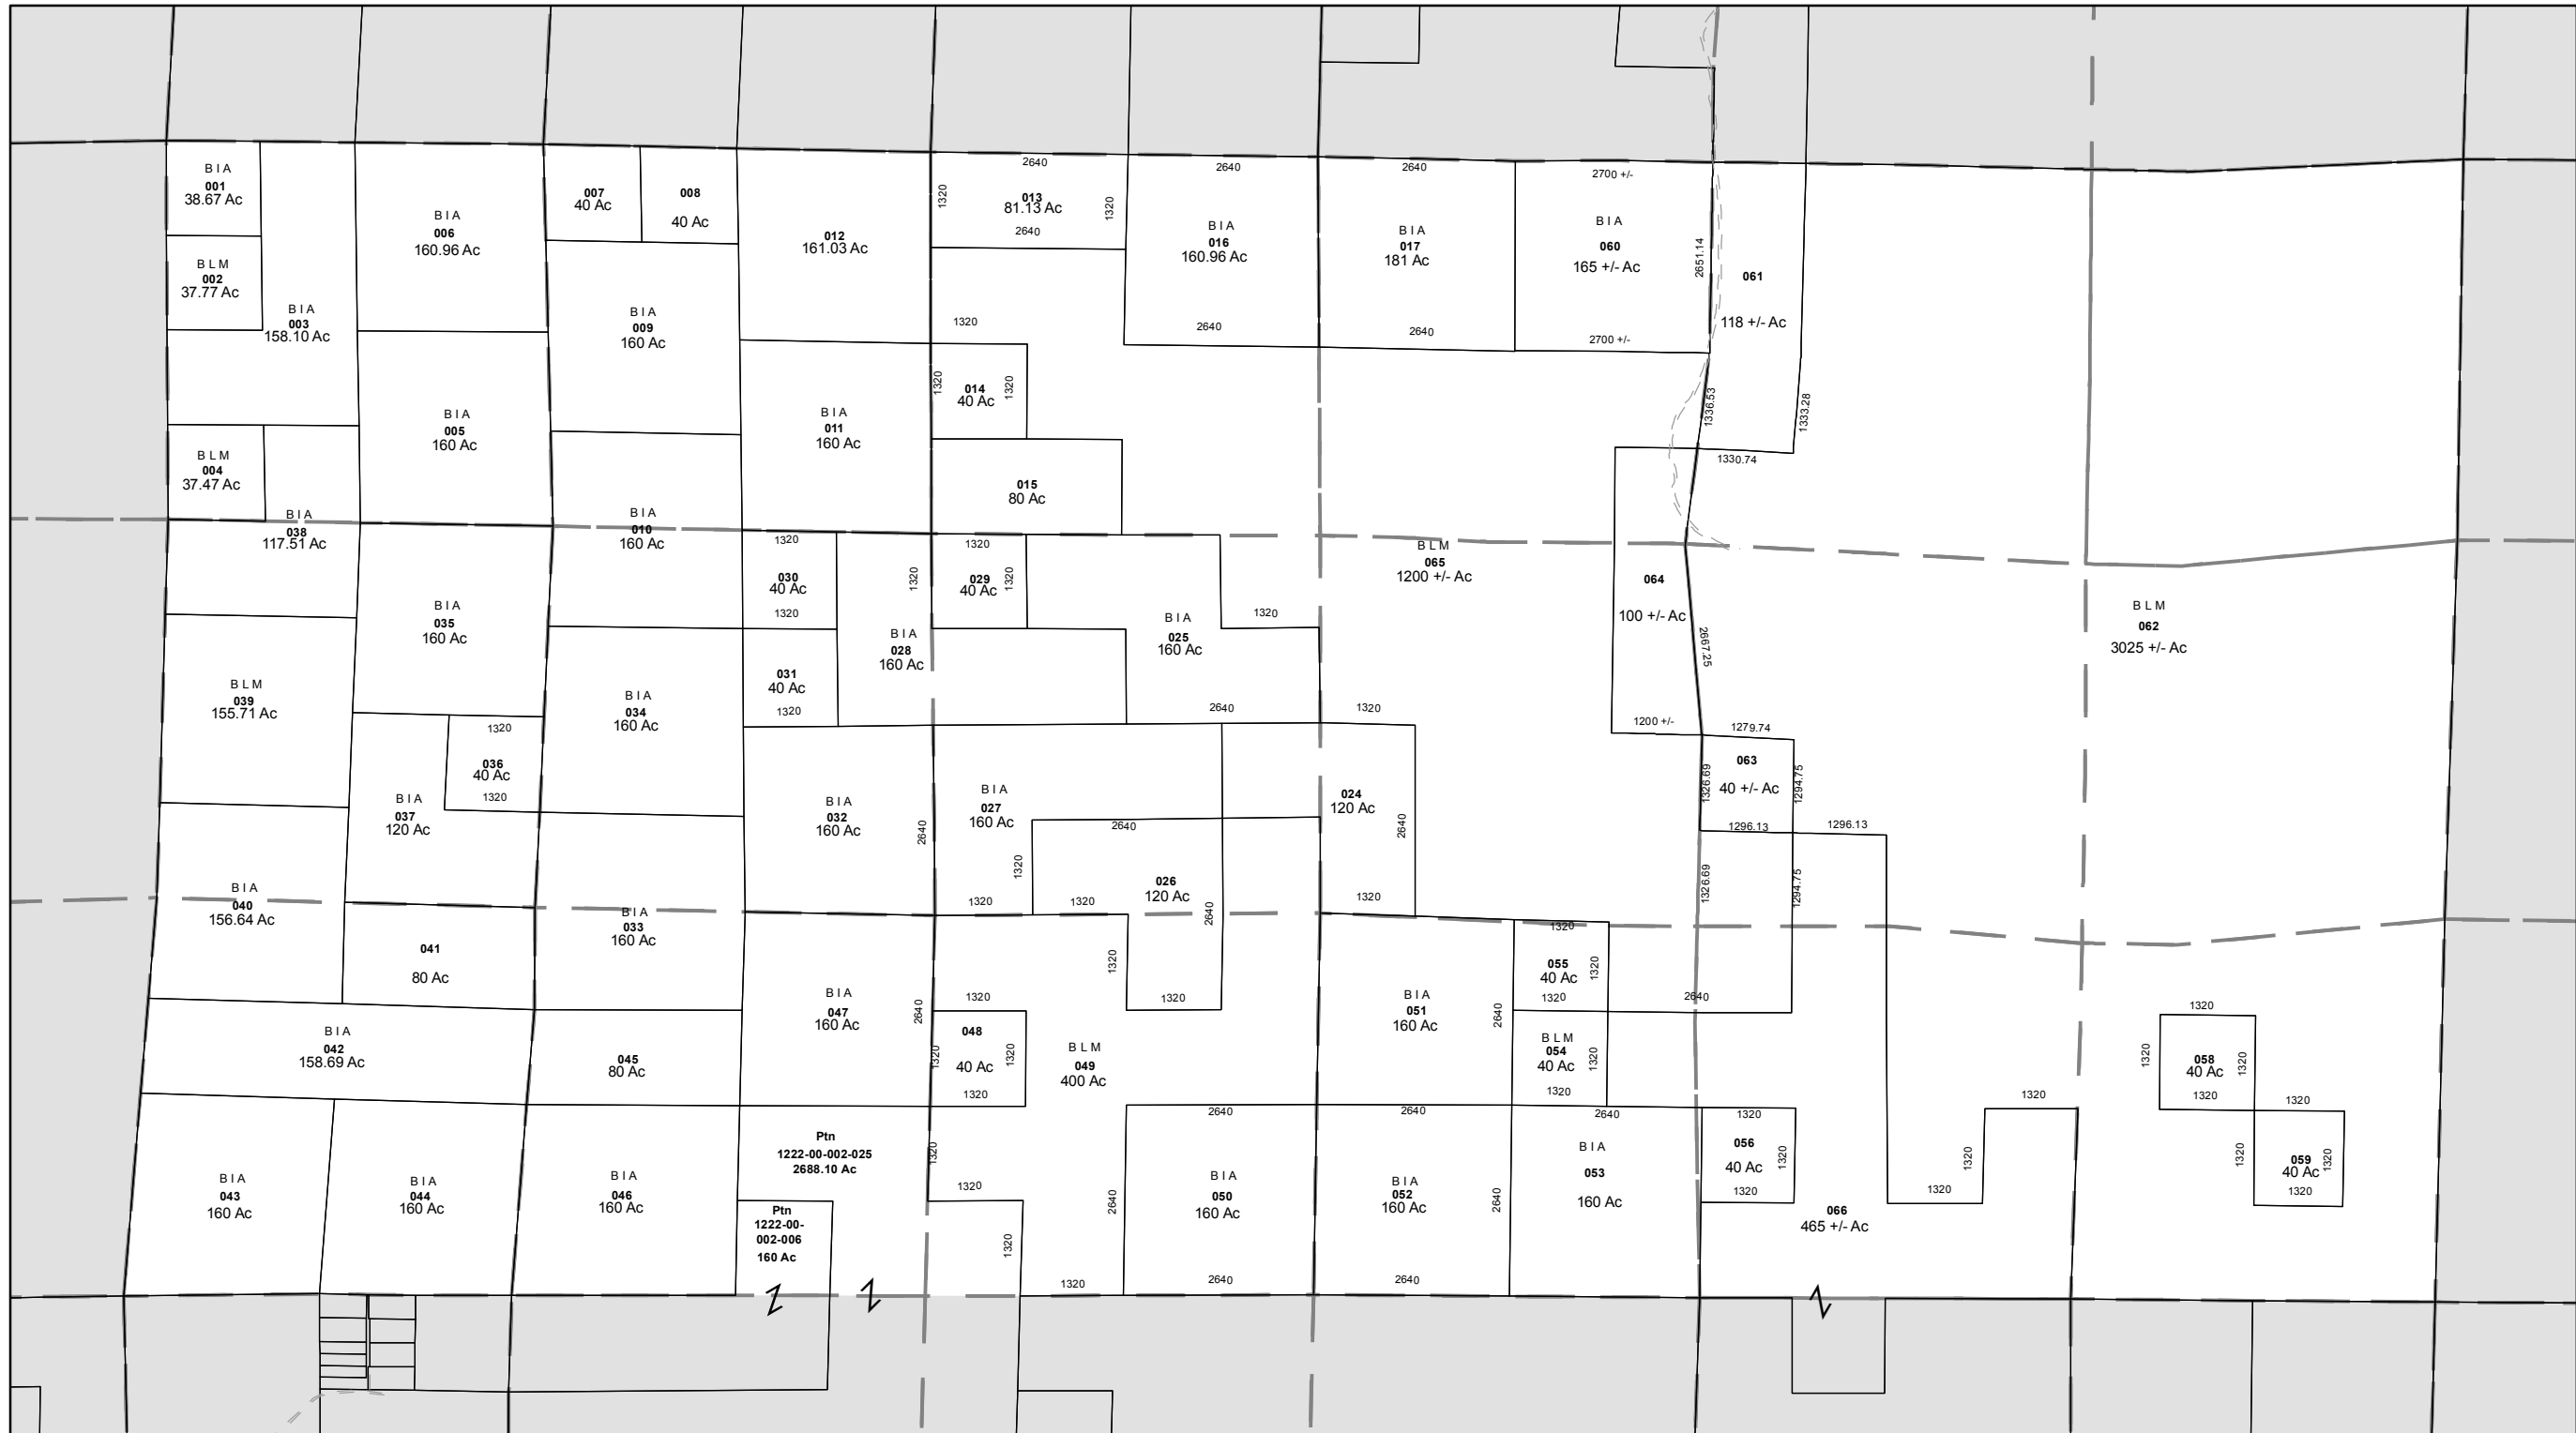 B I A
001
38.67 Ac
B L M
002
37.77 Ac
B I A
003
158.10 Ac
B L M
004
37.47 Ac
B I A
005
160 Ac
B I A
006
160.96 Ac
007
40 Ac
008
40 Ac
B I A
009
160 Ac
B I A
010
160 Ac
B I A
011
160 Ac
012
161.03 Ac
2640
1320
013
81.13 Ac
1320
2640
1320
1320
014
40 Ac
1320
015
80 Ac
2640
B I A
016
160.96 Ac
2640
2640
B I A
017
181 Ac
2640
2700 +/-
B I A
060
165 +/- Ac
2651.14
2700 +/-
061
118 +/- Ac
1336.53
1333.28
1330.74
B L M
065
1200 +/- Ac
064
100 +/- Ac
2667.25
1200 +/-
B L M
062
3025 +/- Ac
1279.74
063
40 +/- Ac
1326.69
1294.75
1296.13
1296.13
1326.69
1294.75
B I A
038
117.51 Ac
B L M
039
155.71 Ac
B I A
035
160 Ac
1320
036
40 Ac
1320
B I A
037
120 Ac
B I A
034
160 Ac
1320
030
40 Ac
1320
031
40 Ac
1320
1320
B I A
028
160 Ac
1320
029
40 Ac
1320
B I A
025
160 Ac
1320
2640
1320
024
120 Ac
2640
1320
B I A
032
160 Ac
2640
B I A
027
160 Ac
1320
1320
2640
026
120 Ac
1320
2640
1320
1320
B I A
040
156.64 Ac
041
80 Ac
B I A
033
160 Ac
B I A
042
158.69 Ac
045
80 Ac
B I A
047
160 Ac
2640
1320
048
40 Ac
1320
1320
1320
B L M
049
400 Ac
B I A
051
160 Ac
2640
1320
055
40 Ac
1320
1320
2640
B L M
054
40 Ac
1320
1320
B I A
043
160 Ac
B I A
044
160 Ac
B I A
046
160 Ac
Ptn
1222-00-002-025
2688.10 Ac
Ptn
1222-00-
002-006
160 Ac
1320
1320
1320
1320
2640
2640
B I A
050
160 Ac
2640
2640
B I A
052
160 Ac
2640
2640
2640
B I A
053
160 Ac
1320
056
40 Ac
1320
1320
066
465 +/- Ac
1320
1320
1320
1320
1320
058
40 Ac
1320
1320
1320
1320
059
40 Ac
1320
1320